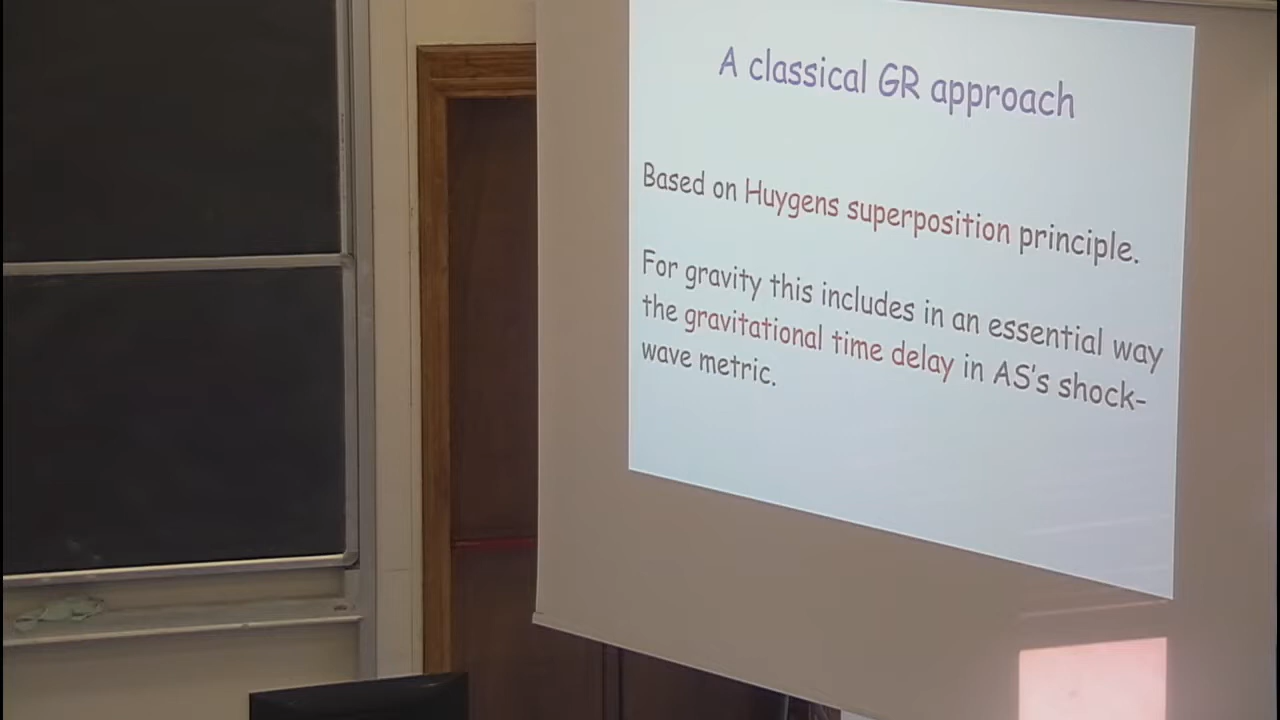 A classical GR approach
Based on Huygens superposition principle.
For gravity this includes in an essential way
the gravitational time delay in AS's shock-
wave metric.